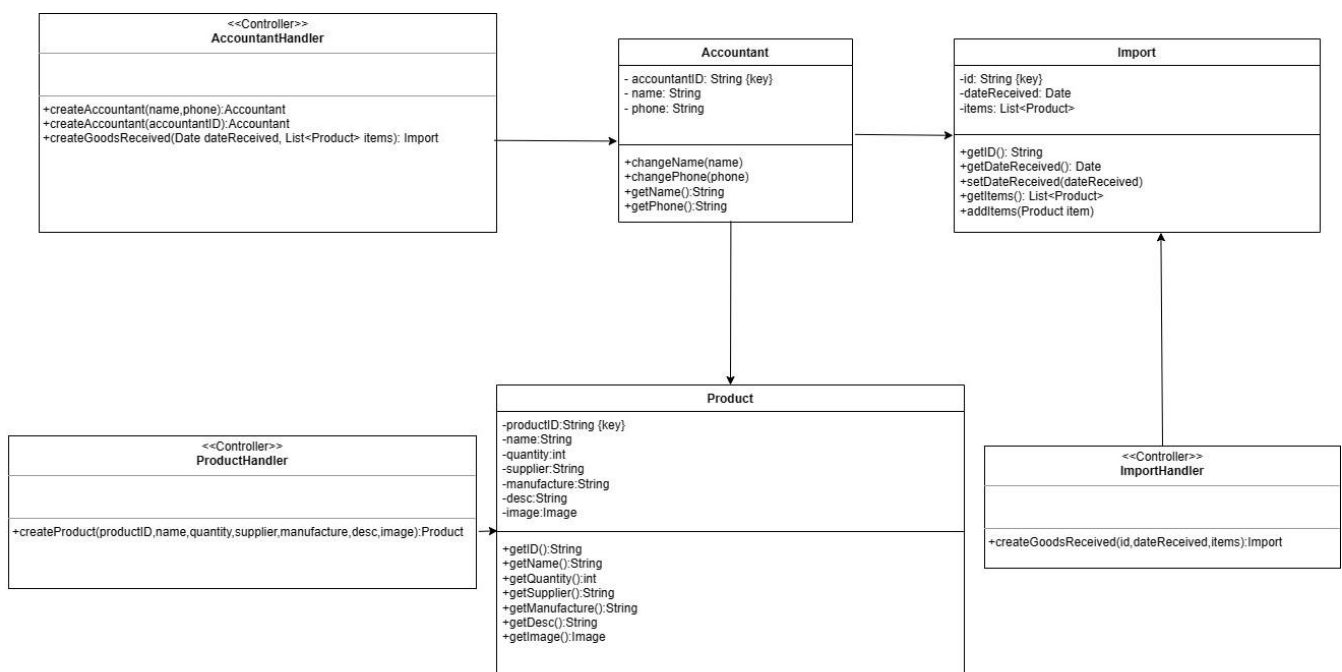 <<Controller>>
AccountantHandler
+createAccountant(name,phone):Accountant
+createAccountant(accountantID):Accountant
+createGoodsReceived(Date dateReceived, List<Product> items): Import
Accountant
- accountantID: String {key}
- name: String
- phone: String
+changeName(name)
+changePhone(phone)
+getName():String
+getPhone():String
Import
-id: String {key}
-dateReceived: Date
-items: List<Product>
+getID(): String
+getDateReceived(): Date
+setDateReceived(dateReceived)
+getItems(): List<Product>
+addItems(Product item)
<<Controller>>
ProductHandler
+createProduct(productID,name,quantity,supplier,manufacture,desc,image):Product
Product
-productID:String {key}
-name:String
-quantity:int
-supplier:String
-manufacture:String
-desc:String
-image:Image
+getID():String
+getName():String
+getQuantity():int
+getSupplier():String
+getManufacture():String
+getDesc():String
+getImage():Image
<<Controller>>
ImportHandler
+createGoodsReceived(id,dateReceived,items):Import